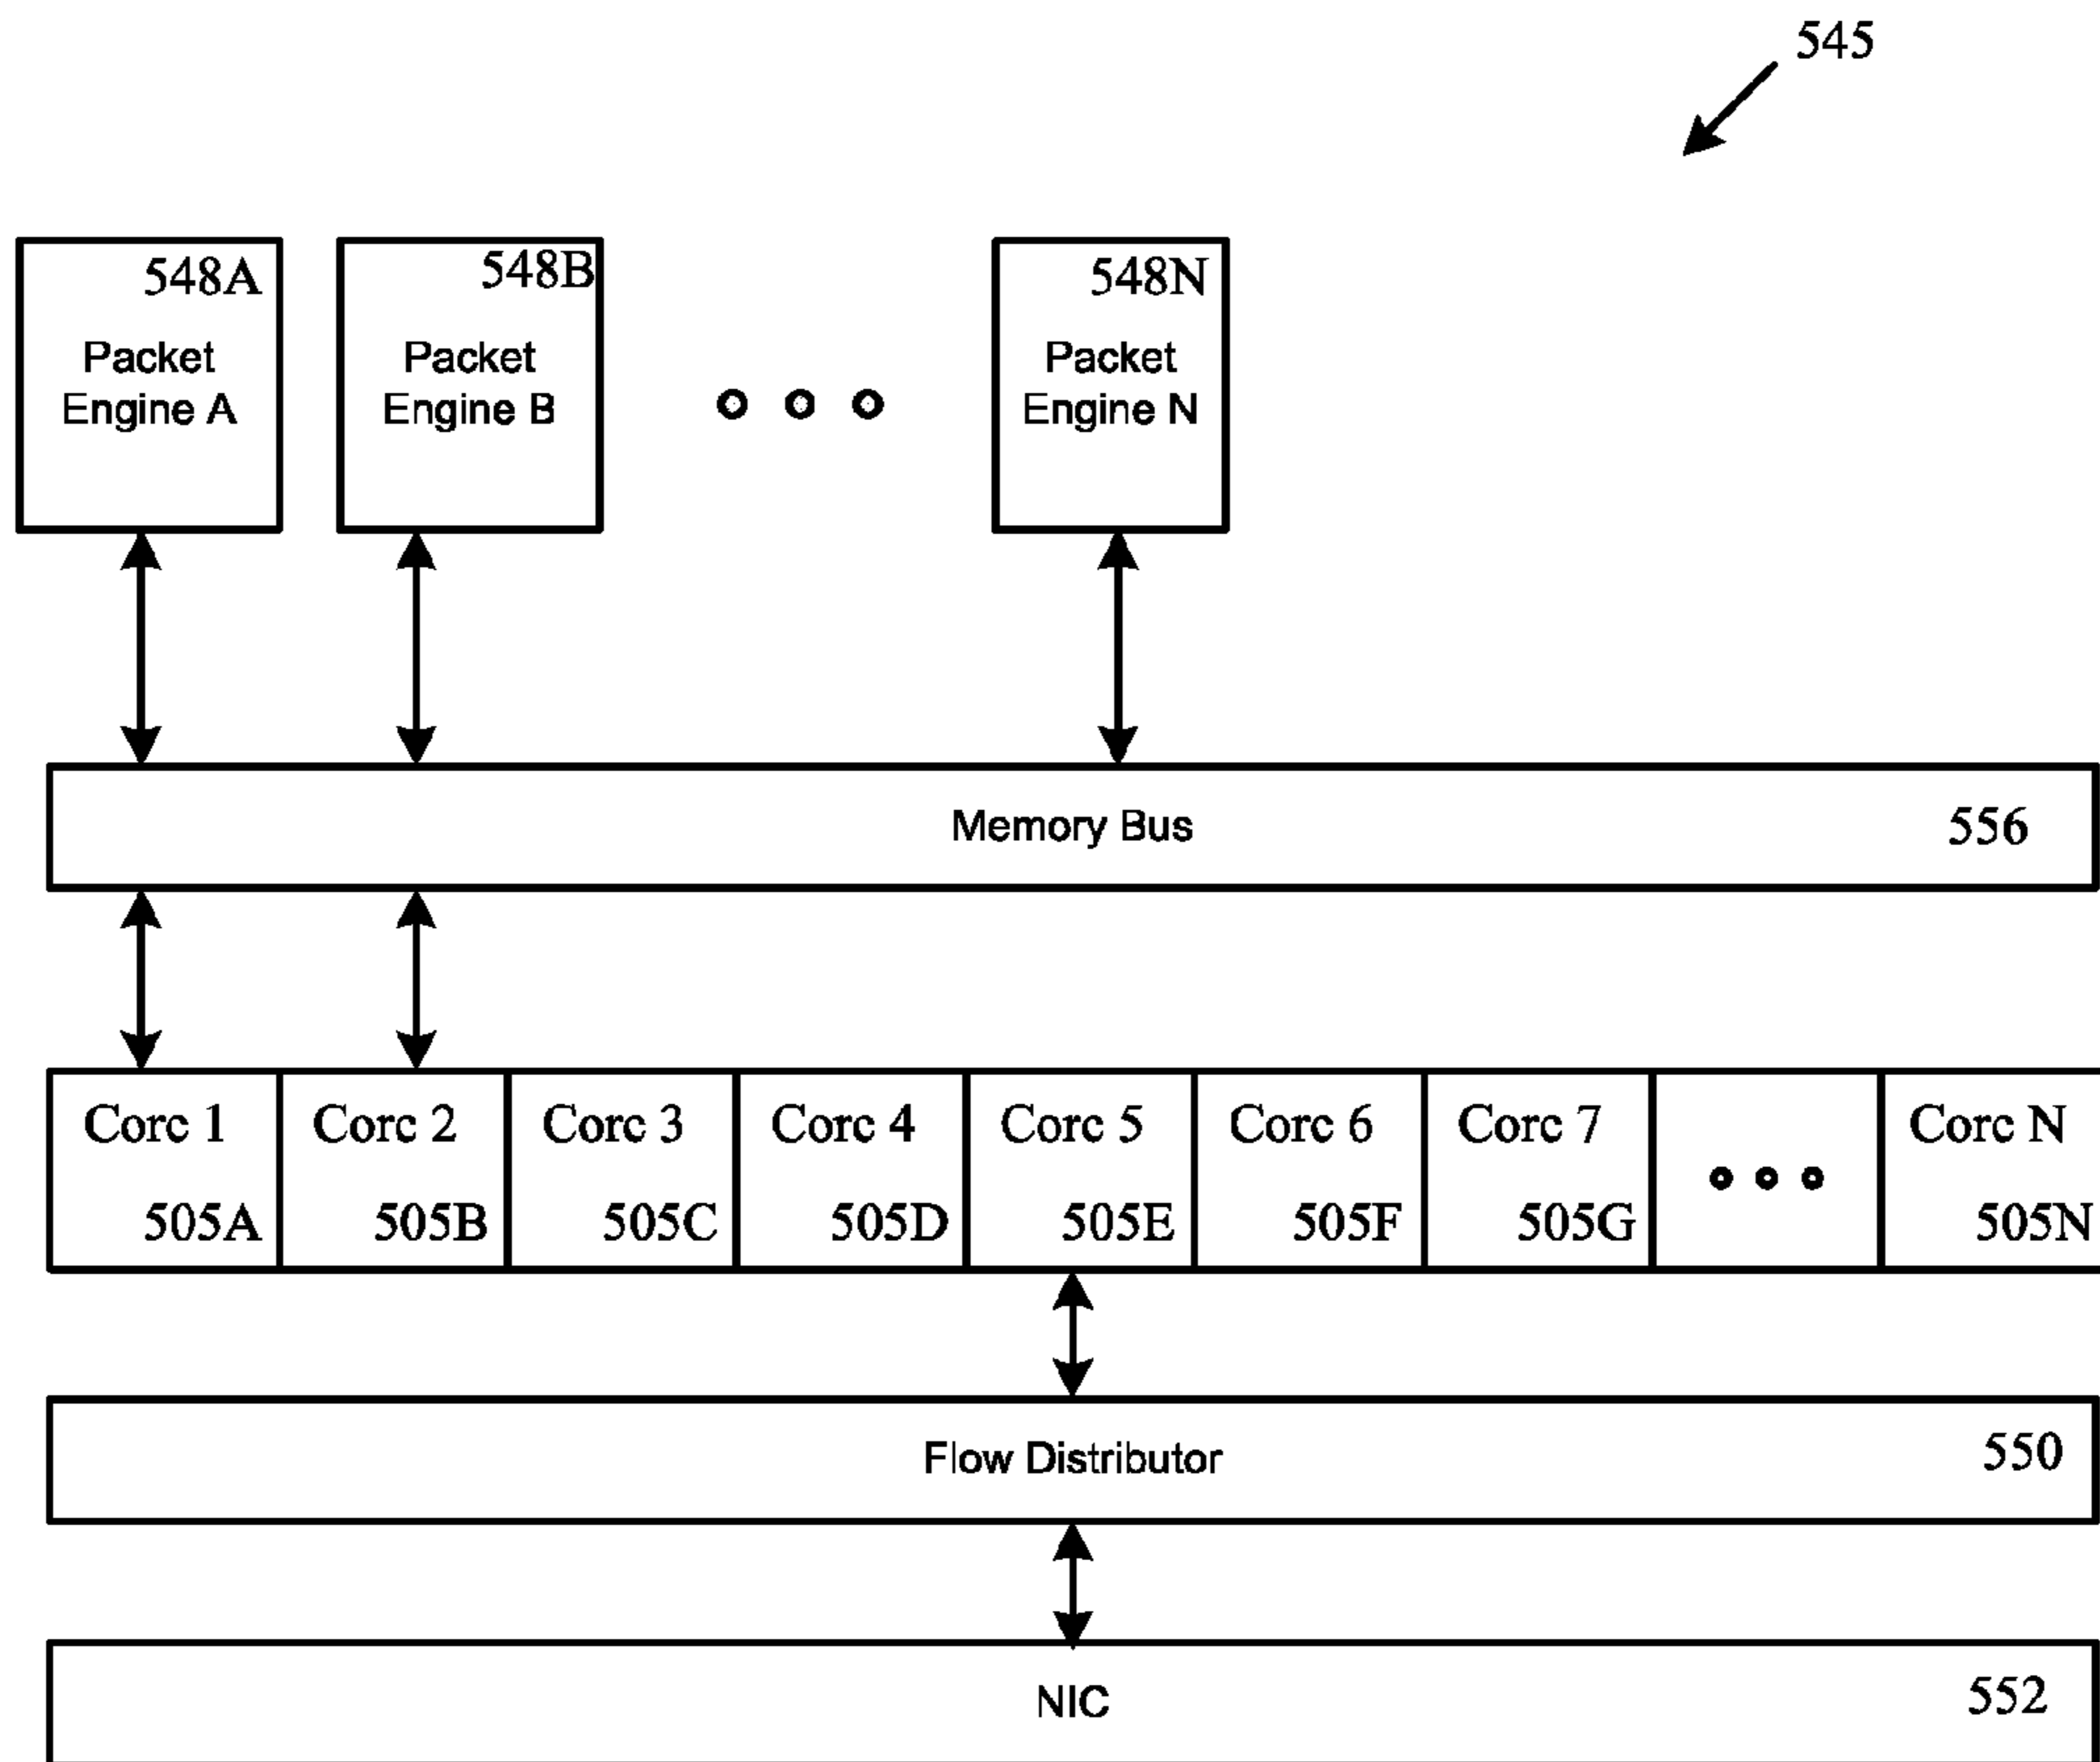 545
548A
Packet
Engine A
548B
Packet
Engine B
548N
Packet
Engine N
Memory Bus 556
Corc 1 Corc 2 Corc 3 Corc 4 Corc 5 Corc 6 Corc 7 Corc N
505A 505B 505C 505D 505E 505F 505G 505N
Flow Distributor 550
NIC 552